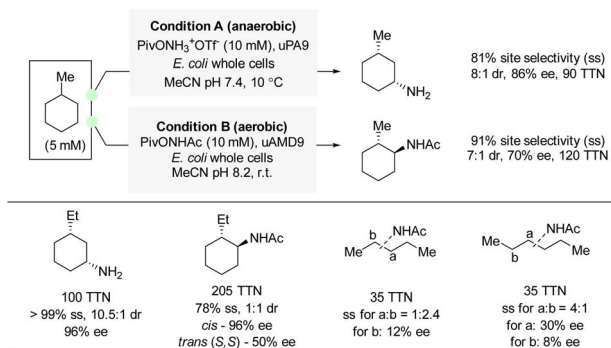 Condition A (anaerobic)
PivONH₃⁺OTf⁻ (10 mM), uPA9
E. coli whole cells
MeCN pH 7.4, 10 °C
Me
(5 mM)
Condition B (aerobic)
PivONHAc (10 mM), uAMD9
E. coli whole cells
MeCN pH 8.2, r.t.
Me
NH₂
81% site selectivity (ss)
8:1 dr, 86% ee, 90 TTN
Me
NHAc
91% site selectivity (ss)
7:1 dr, 70% ee, 120 TTN
Et
NH₂
100 TTN
> 99% ss, 10.5:1 dr
96% ee
Et
NHAc
205 TTN
78% ss, 1:1 dr
cis - 96% ee
trans (S,S) - 50% ee
b NHAc
Me Me
a
35 TTN
ss for a:b = 1:2.4
for b: 12% ee
a NHAc
Me Me
b
35 TTN
ss for a:b = 4:1
for a: 30% ee
for b: 8% ee